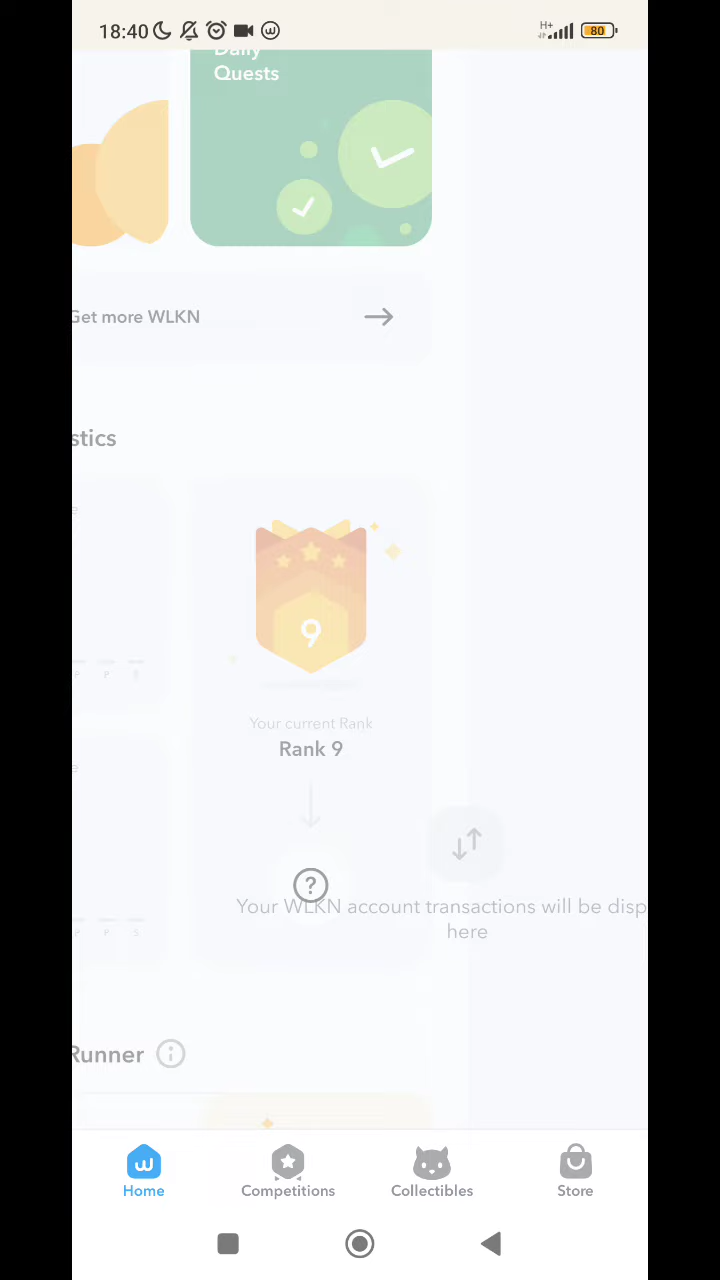 18:40
H+
80
Daily
Quests
Get more WLKN
stics
9
Your current Rank
Rank 9
?
Your WLKN account transactions will be disp
here
Runner
Home
Competitions
Collectibles
Store